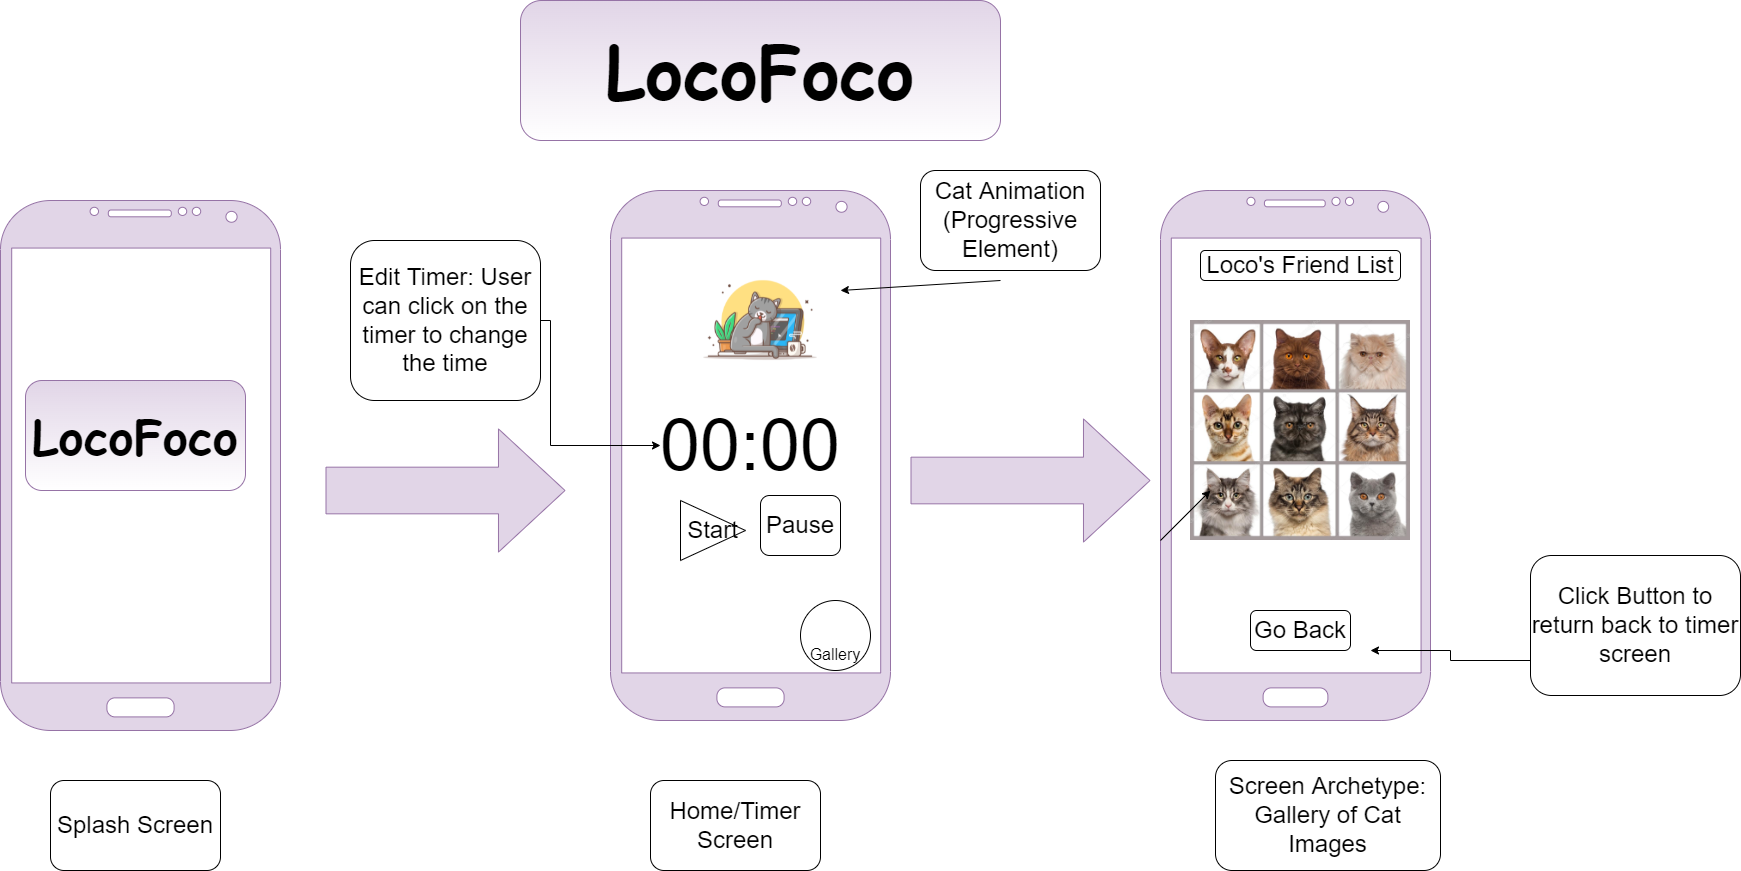 LocoFoco
Cat Animation
(Progressive
Element)
Edit Timer: User
can click on the
timer to change
the time
Loco's Friend List
LocoFoco
00:00
Start
Pause
Gallery
Go Back
Click Button to
return back to timer
screen
Splash Screen
Home/Timer
Screen
Screen Archetype:
Gallery of Cat
Images